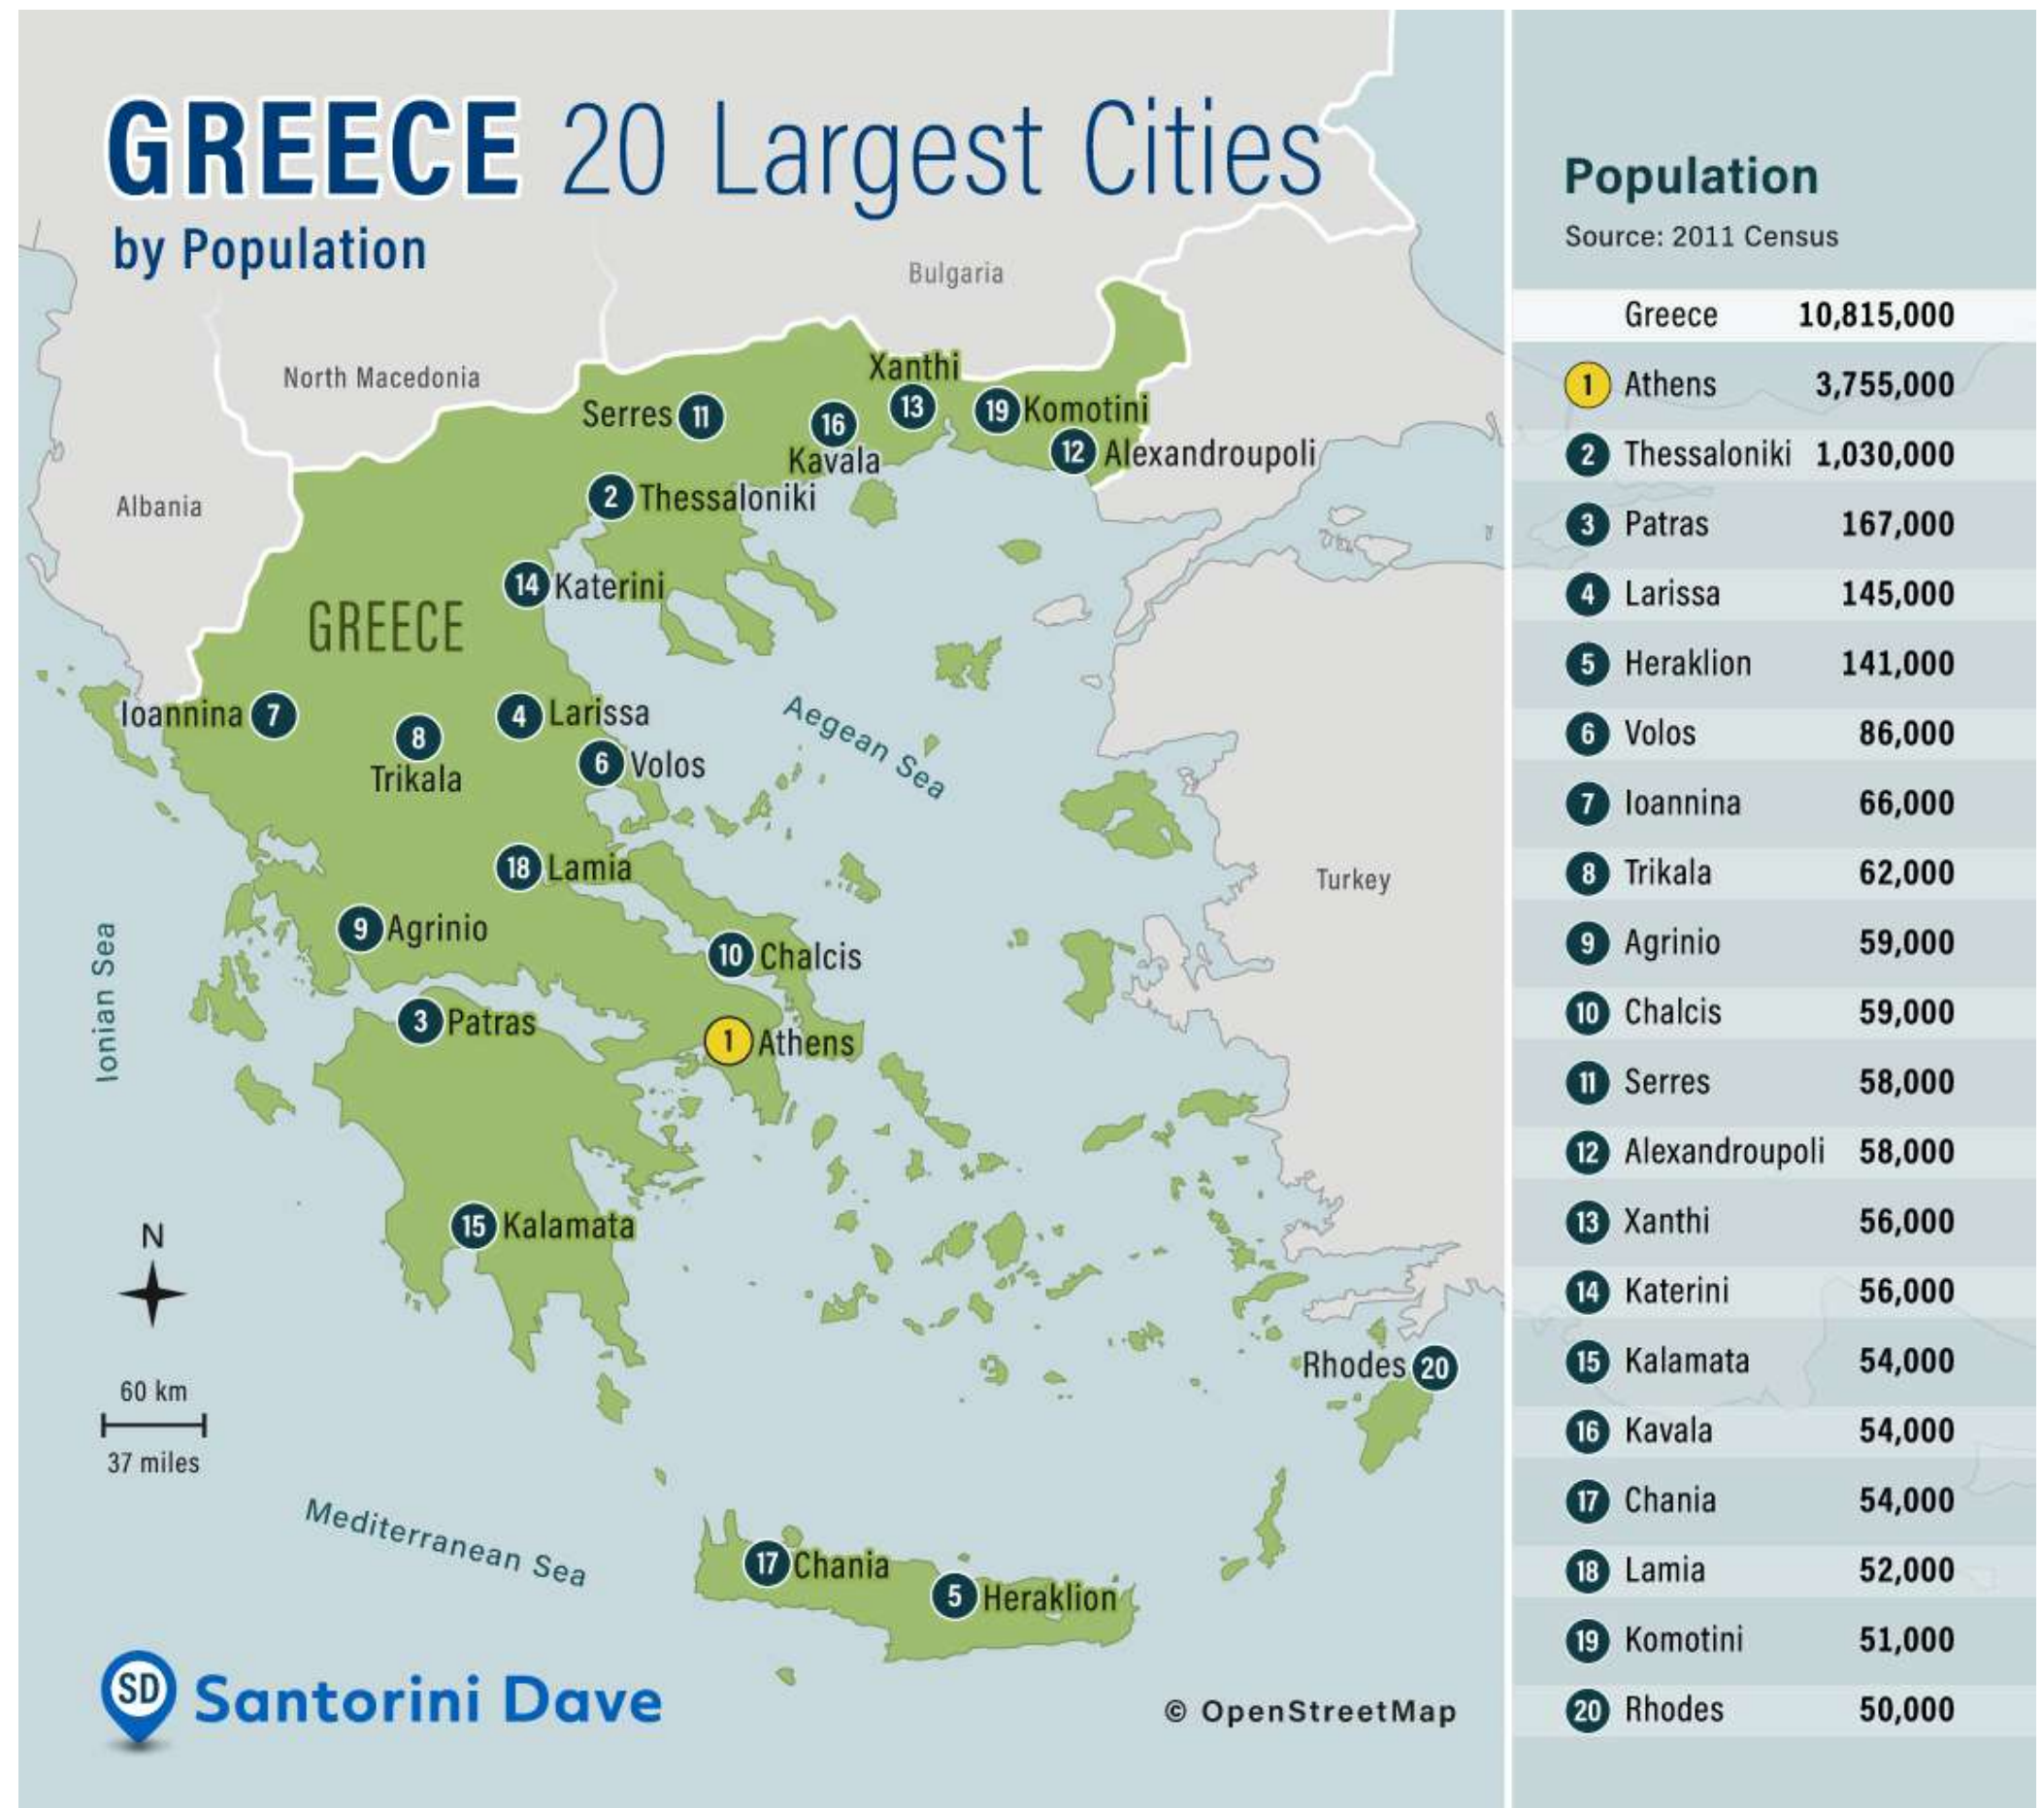 GREECE 20 Largest Cities
by Population
Bulgaria
North Macedonia
Albania
Turkey
GREECE
Xanthi
13
Serres 11
16
Kavala
19 Komotini
12 Alexandroupoli
2 Thessaloniki
14 Katerini
Ioannina 7
8
Trikala
4 Larissa
6 Volos
Aegean Sea
18 Lamia
9 Agrinio
10 Chalcis
3 Patras
1 Athens
Ionian Sea
15 Kalamata
N
60 km
37 miles
Rhodes 20
Mediterranean Sea
17 Chania
5 Heraklion
SD Santorini Dave
© OpenStreetMap
Population
Source: 2011 Census
Greece 10,815,000
1 Athens 3,755,000
2 Thessaloniki 1,030,000
3 Patras 167,000
4 Larissa 145,000
5 Heraklion 141,000
6 Volos 86,000
7 Ioannina 66,000
8 Trikala 62,000
9 Agrinio 59,000
10 Chalcis 59,000
11 Serres 58,000
12 Alexandroupoli 58,000
13 Xanthi 56,000
14 Katerini 56,000
15 Kalamata 54,000
16 Kavala 54,000
17 Chania 54,000
18 Lamia 52,000
19 Komotini 51,000
20 Rhodes 50,000